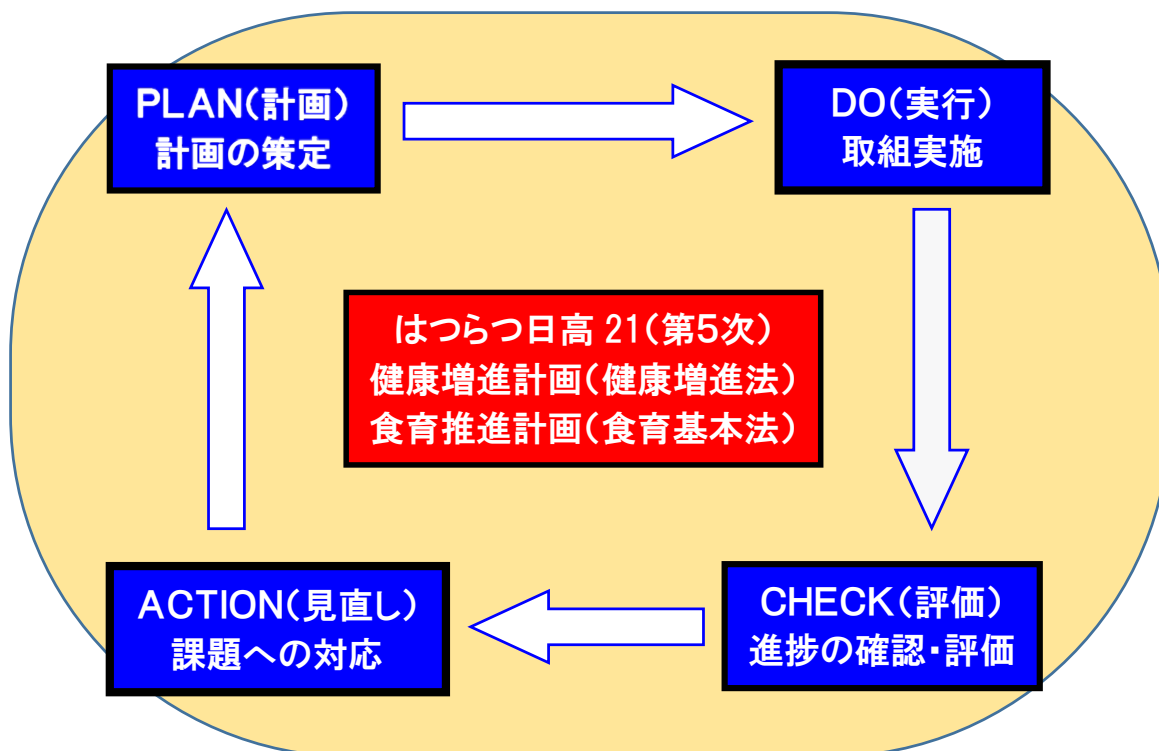 PLAN(計画)
計画の策定
DO(実行)
取組実施
はつらつ日高 21(第5次)
健康増進計画(健康増進法)
食育推進計画(食育基本法)
ACTION(見直し)
課題への対応
CHECK(評価)
進捗の確認・評価